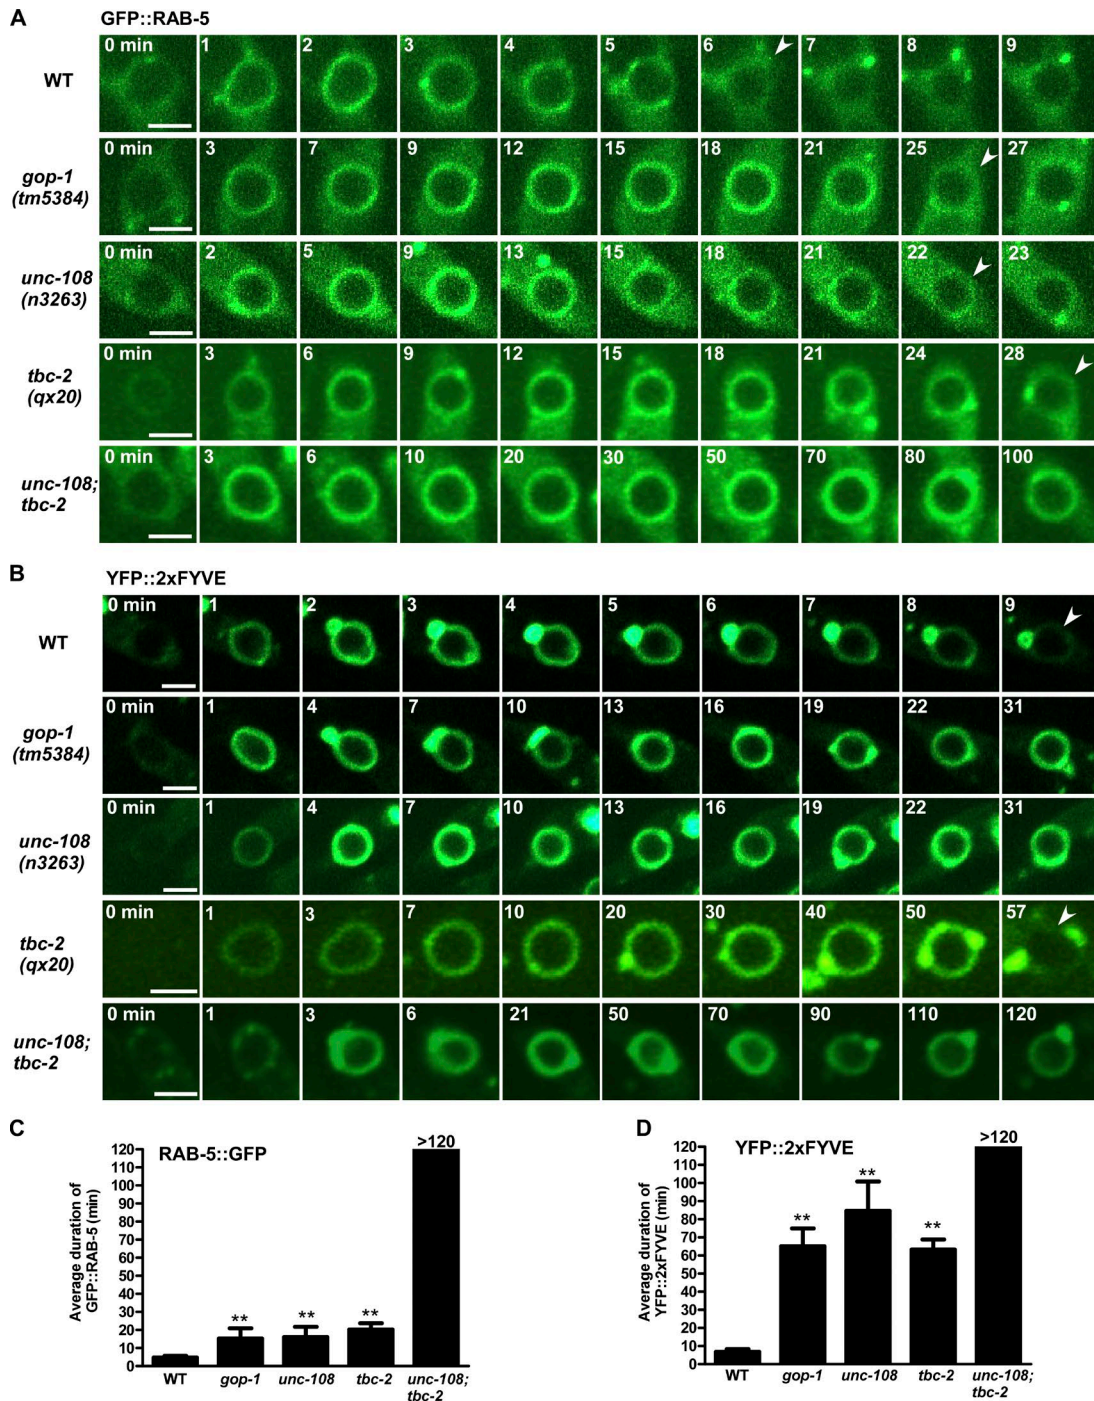 A
GFP::RAB-5
WT
0 min 1 2 3 4 5 6 7 8 9
gop-1
(tm5384)
0 min 3 7 9 12 15 18 21 25 27
unc-108
(n3263)
0 min 2 5 9 13 15 18 21 22 23
tbc-2
(qx20)
0 min 3 6 9 12 15 18 21 24 28
unc-108;
tbc-2
0 min 3 6 10 20 30 50 70 80 100
B
YFP::2xFYVE
WT
0 min 1 2 3 4 5 6 7 8 9
gop-1
(tm5384)
0 min 1 4 7 10 13 16 19 22 31
unc-108
(n3263)
0 min 1 4 7 10 13 16 19 22 31
tbc-2
(qx20)
0 min 1 3 7 10 20 30 40 50 57
unc-108;
tbc-2
0 min 1 3 6 21 50 70 90 110 120
C
RAB-5::GFP
>120
Average duration of
GFP::RAB-5 (min)
120
110
100
90
80
70
60
50
40
30
20
10
0
** ** **
WT gop-1 unc-108 tbc-2 unc-108;
tbc-2
D
YFP::2xFYVE
>120
Average duration of
YFP::2xFYVE (min)
120
110
100
90
80
70
60
50
40
30
20
10
0
** ** **
WT gop-1 unc-108 tbc-2 unc-108;
tbc-2